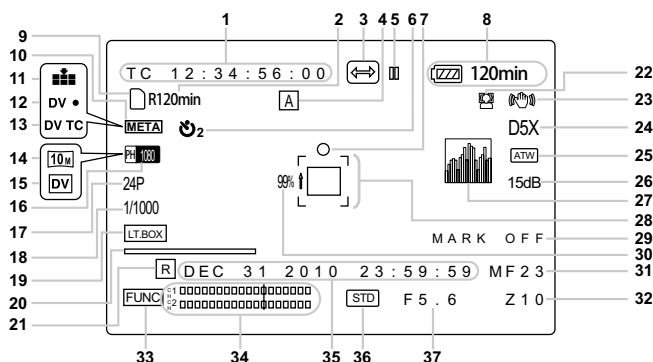 1 2 4 5 7 6 8
3
9
10
11
12
13
14
15
16
17
18
19
20
21
22
23
24
25
26
27
28
29
30
31
32
33 34 35 36 37
TC 12:34:56:00
120min
R120min
A
DV ●
DV TC
META
2
D5X
ATW
15dB
10M
DV
PH 1080
24P
1/1000
99%
LT.BOX
MARK OFF
R
DEC 31 2010 23:59:59
MF23
FUNC
CH1
CH2
STD
F5.6
Z10